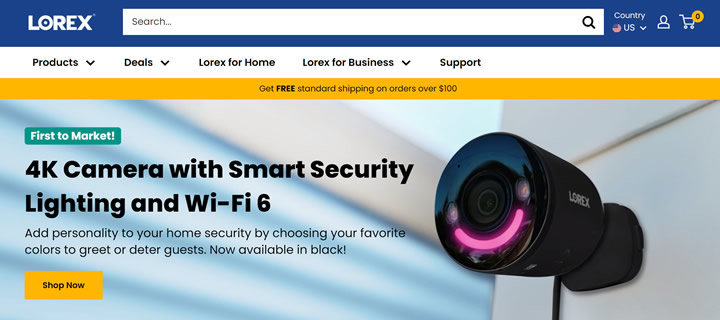 LOREX
Search...
Country
US
0
Products
Deals
Lorex for Home
Lorex for Business
Support
Get FREE standard shipping on orders over $100
First to Market!
4K Camera with Smart Security
Lighting and Wi-Fi 6
Add personality to your home security by choosing your favorite
colors to greet or deter guests. Now available in black!
Shop Now
LOREX